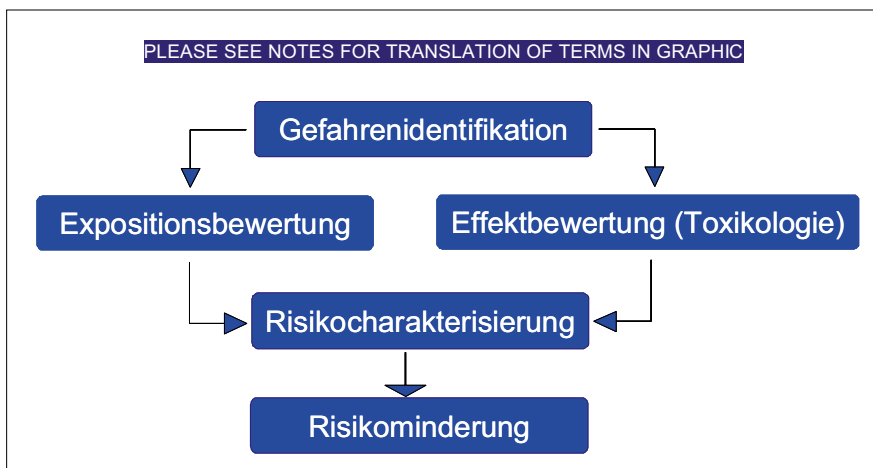 PLEASE SEE NOTES FOR TRANSLATION OF TERMS IN GRAPHIC
Gefahrenidentifikation
Expositionsbewertung
Effektbewertung (Toxikologie)
Risikocharakterisierung
Risikominderung